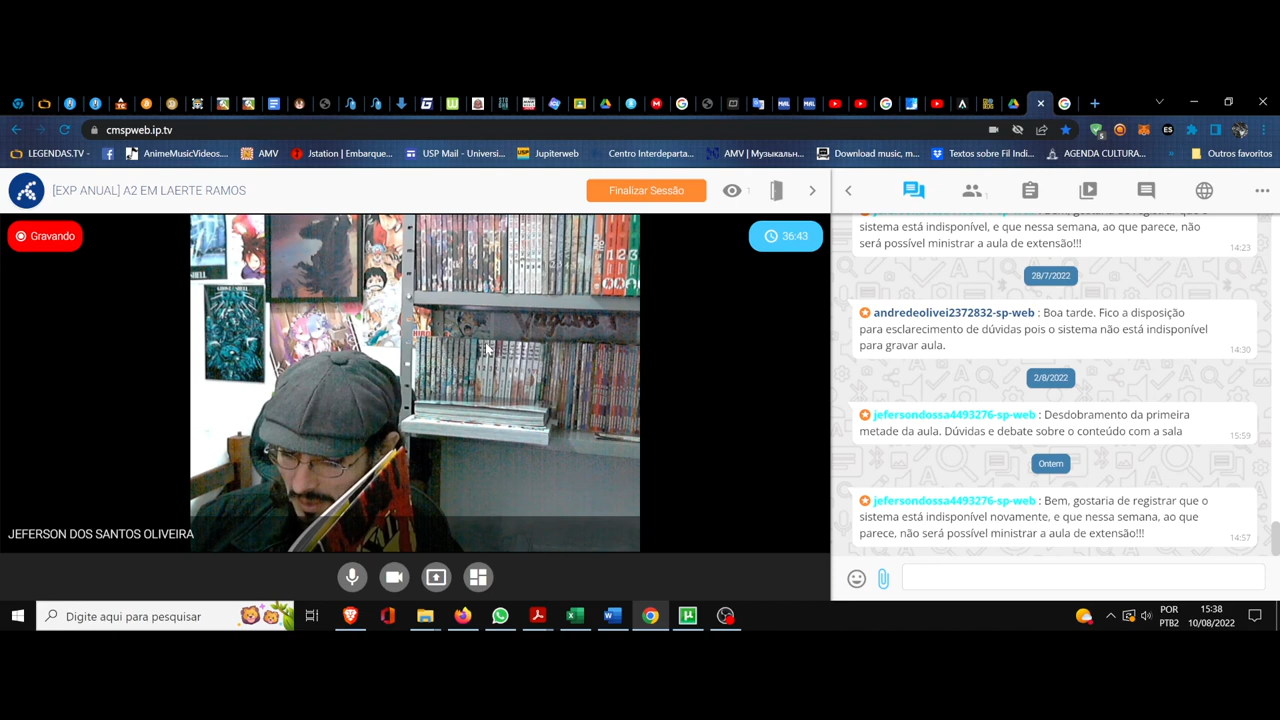 cmspweb.ip.tv
LEGENDAS.TV -
AnimeMusicVideos....
AMV
Jstation | Embarque...
USP Mail - Universi...
Jupiterweb
Centro Interdeparta...
AMV | Музыкальн...
Download music, m...
Textos sobre Fil Indi...
AGENDA CULTURA...
Outros favoritos
[EXP ANUAL] A2 EM LAERTE RAMOS
Finalizar Sessão
1
1
Gravando
36:43
JEFERSON DOS SANTOS OLIVEIRA
sistema está indisponível, e que nessa semana, ao que parece, não
será possível ministrar a aula de extensão!!!
14:23
28/7/2022
andredeolivei2372832-sp-web : Boa tarde. Fico a disposição
para esclarecimento de dúvidas pois o sistema não está indisponível
para gravar aula.
14:30
2/8/2022
jefersondossa4493276-sp-web : Desdobramento da primeira
metade da aula. Dúvidas e debate sobre o conteúdo com a sala
15:59
Ontem
jefersondossa4493276-sp-web : Bem, gostaria de registrar que o
sistema está indisponível novamente, e que nessa semana, ao que
parece, não será possível ministrar a aula de extensão!!!
14:57
Digite aqui para pesquisar
POR
PTB2
15:38
10/08/2022